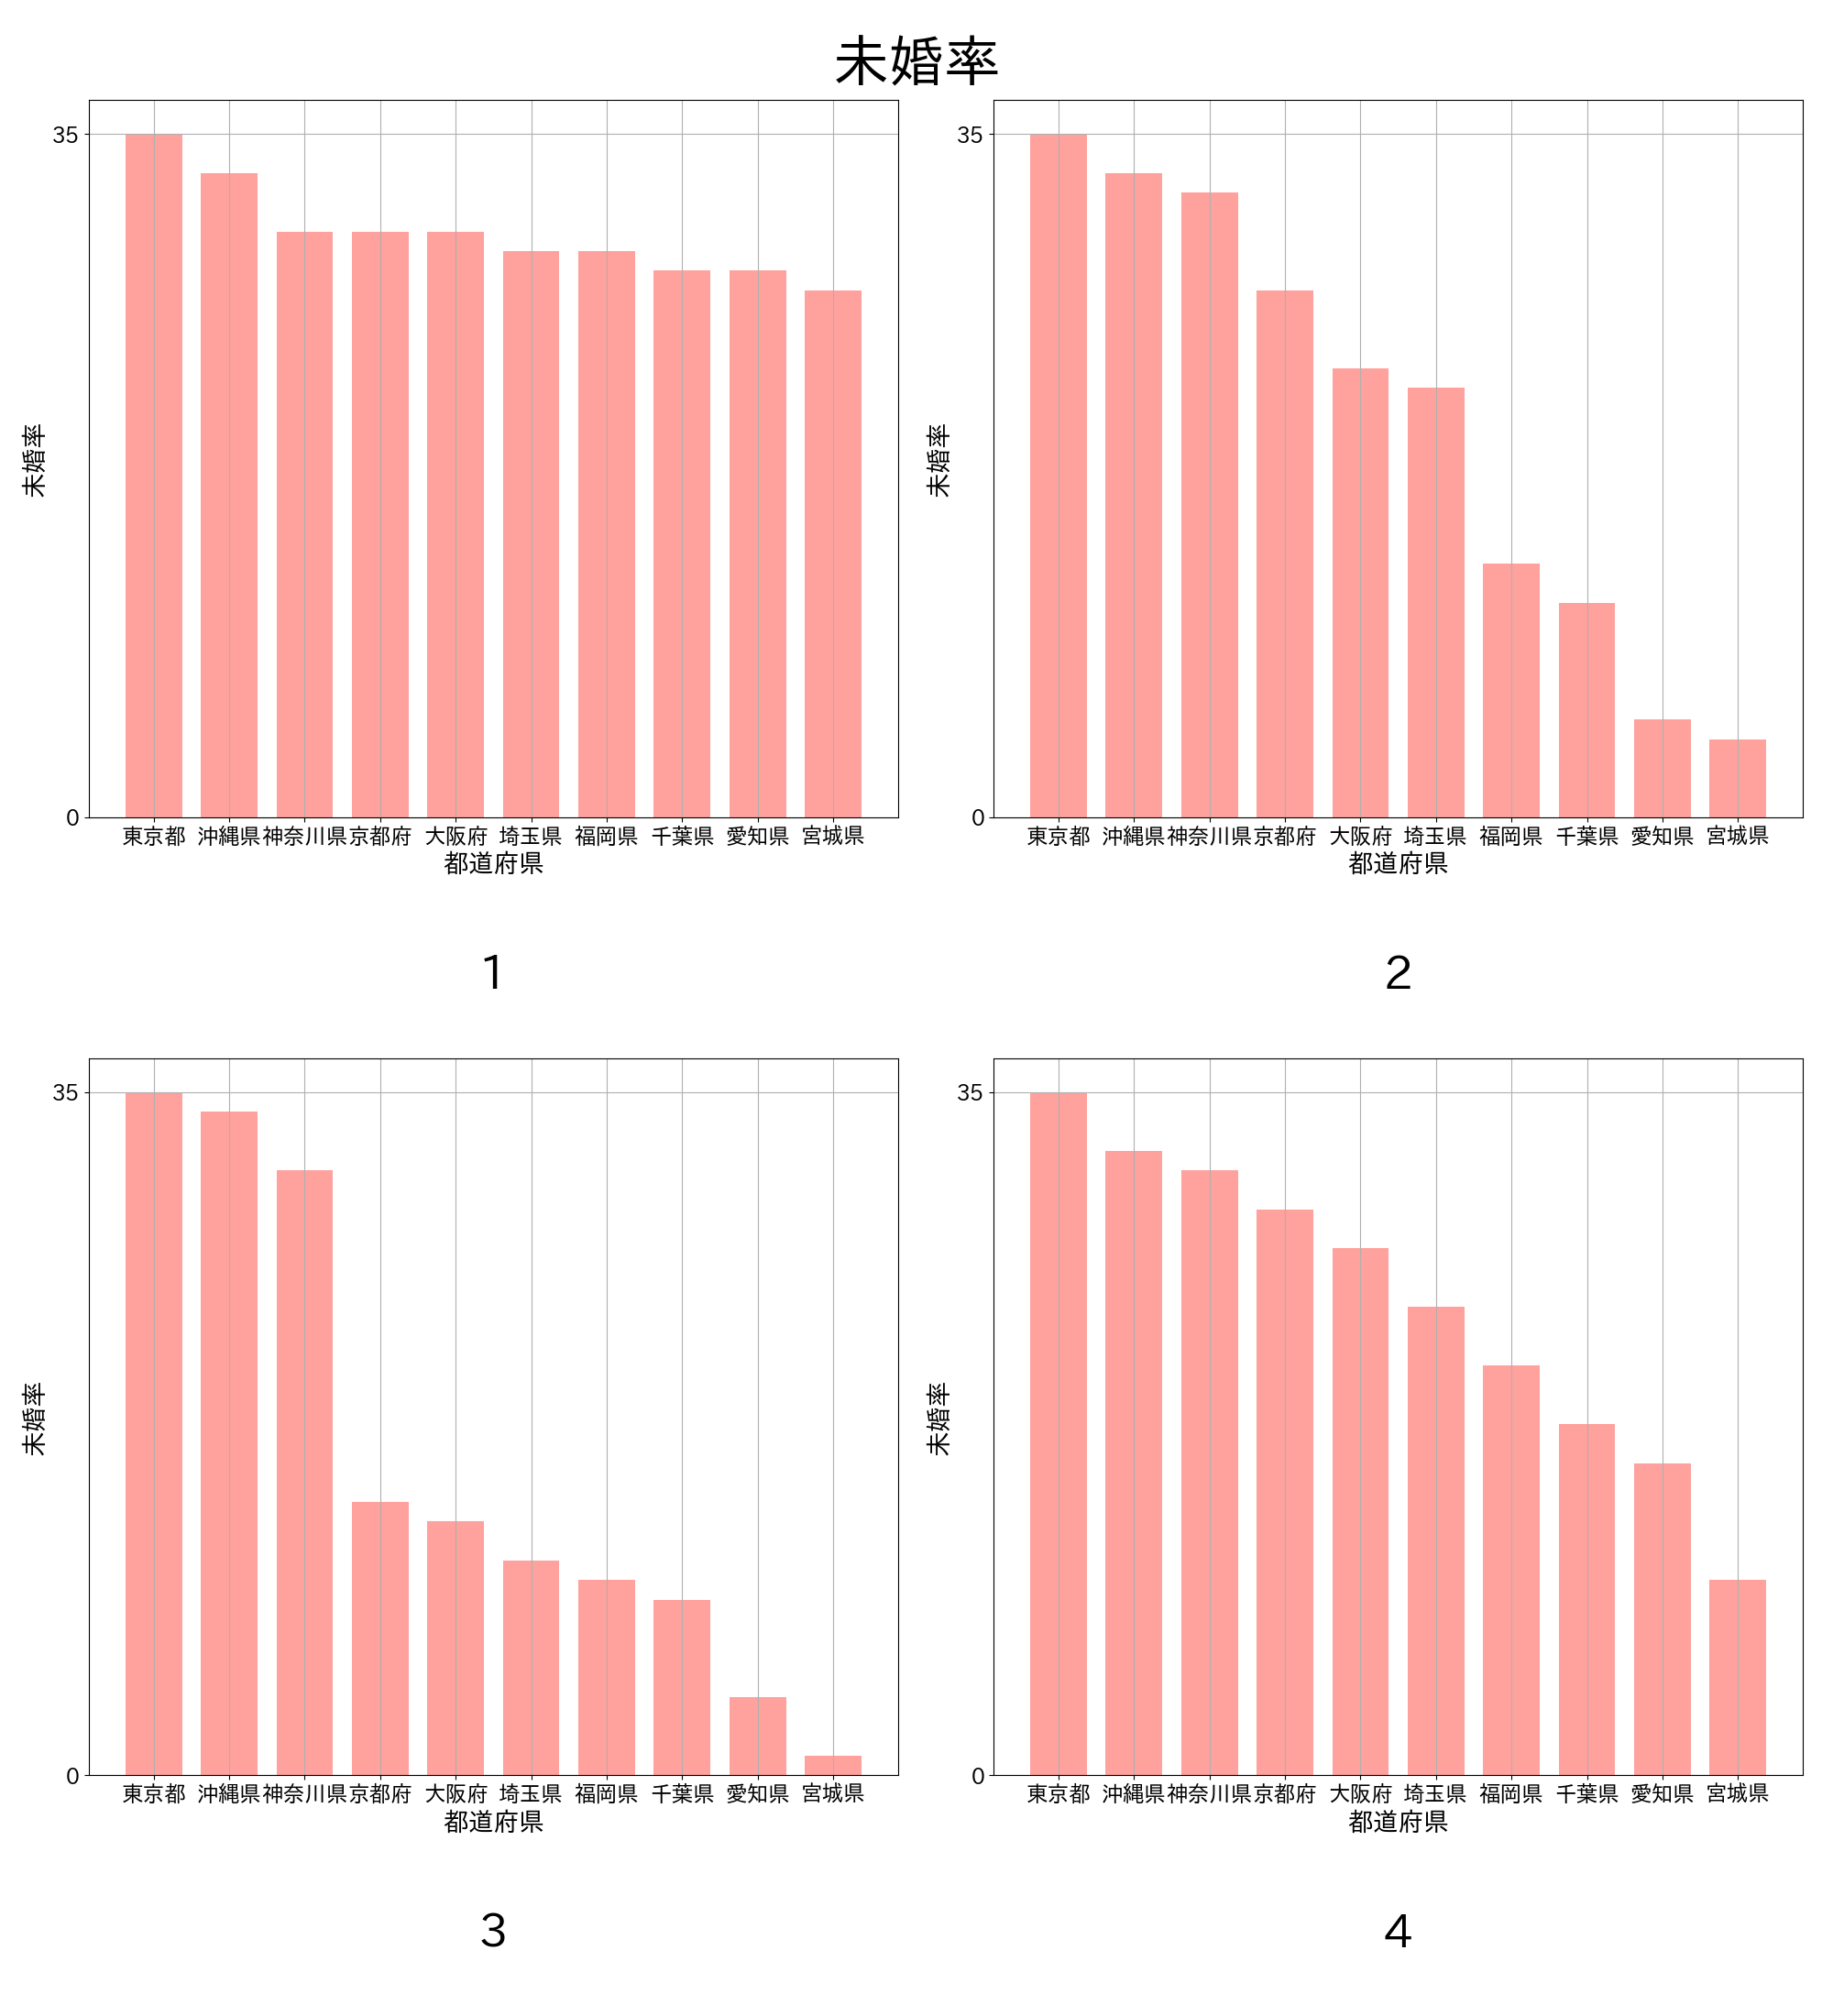 未婚率
35
0
未婚率
東京都 沖縄県 神奈川県 京都府 大阪府 埼玉県 福岡県 千葉県 愛知県 宮城県
都道府県
1
35
0
未婚率
東京都 沖縄県 神奈川県 京都府 大阪府 埼玉県 福岡県 千葉県 愛知県 宮城県
都道府県
2
35
0
未婚率
東京都 沖縄県 神奈川県 京都府 大阪府 埼玉県 福岡県 千葉県 愛知県 宮城県
都道府県
3
35
0
未婚率
東京都 沖縄県 神奈川県 京都府 大阪府 埼玉県 福岡県 千葉県 愛知県 宮城県
都道府県
4